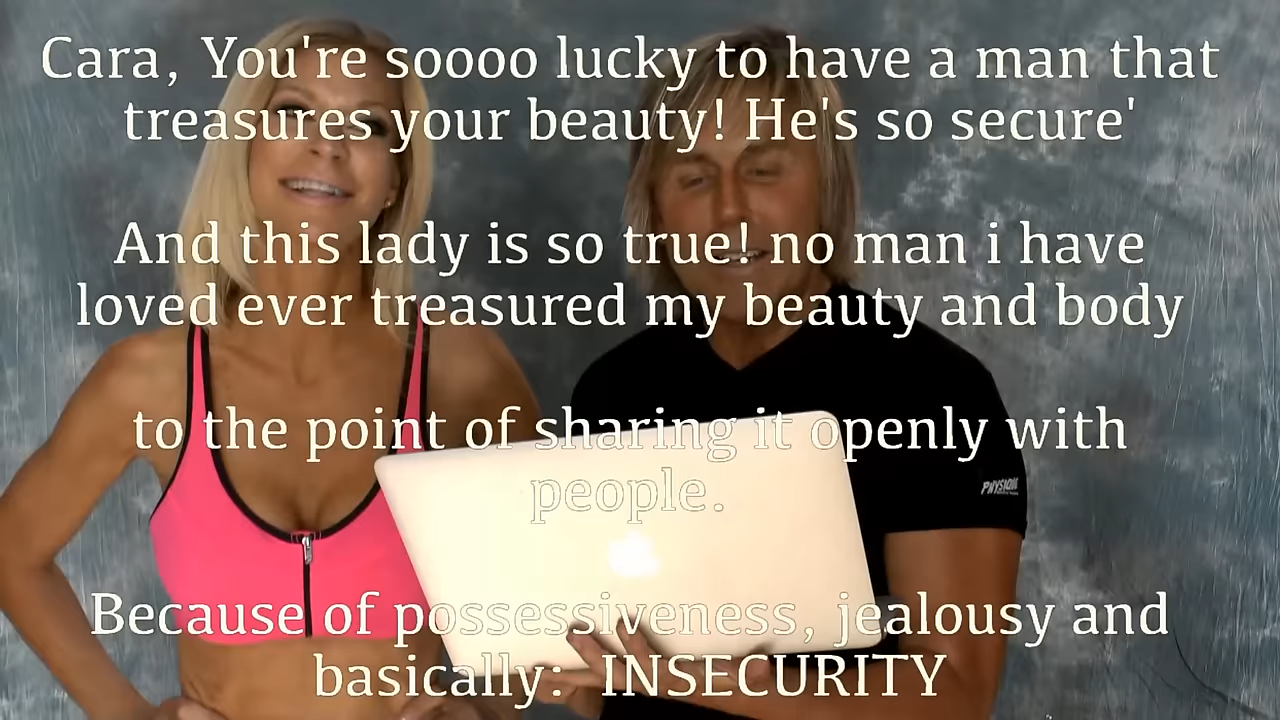 Cara, You're soooo lucky to have a man that
treasures your beauty! He's so secure'
And this lady is so true! no man i have
loved ever treasured my beauty and body
to the point of sharing it openly with
people.
PHYSIQUE
Because of possessiveness, jealousy and
basically: INSECURITY